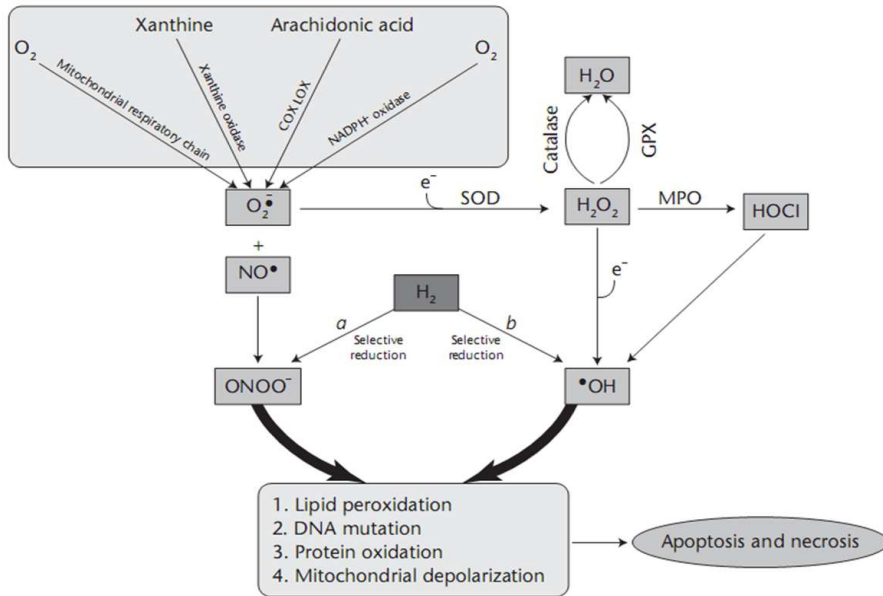 Xanthine
Arachidonic acid
O₂
O₂
Mitochondrial respiratory chain
Xanthine oxidase
COX LOX
NADPH⁺ oxidase
H₂O
Catalase
GPX
O₂•̄
e⁻
SOD
H₂O₂
MPO
HOCl
+
NO•
H₂
e⁻
a
Selective
reduction
b
Selective
reduction
ONOO⁻
•OH
1. Lipid peroxidation
2. DNA mutation
3. Protein oxidation
4. Mitochondrial depolarization
Apoptosis and necrosis